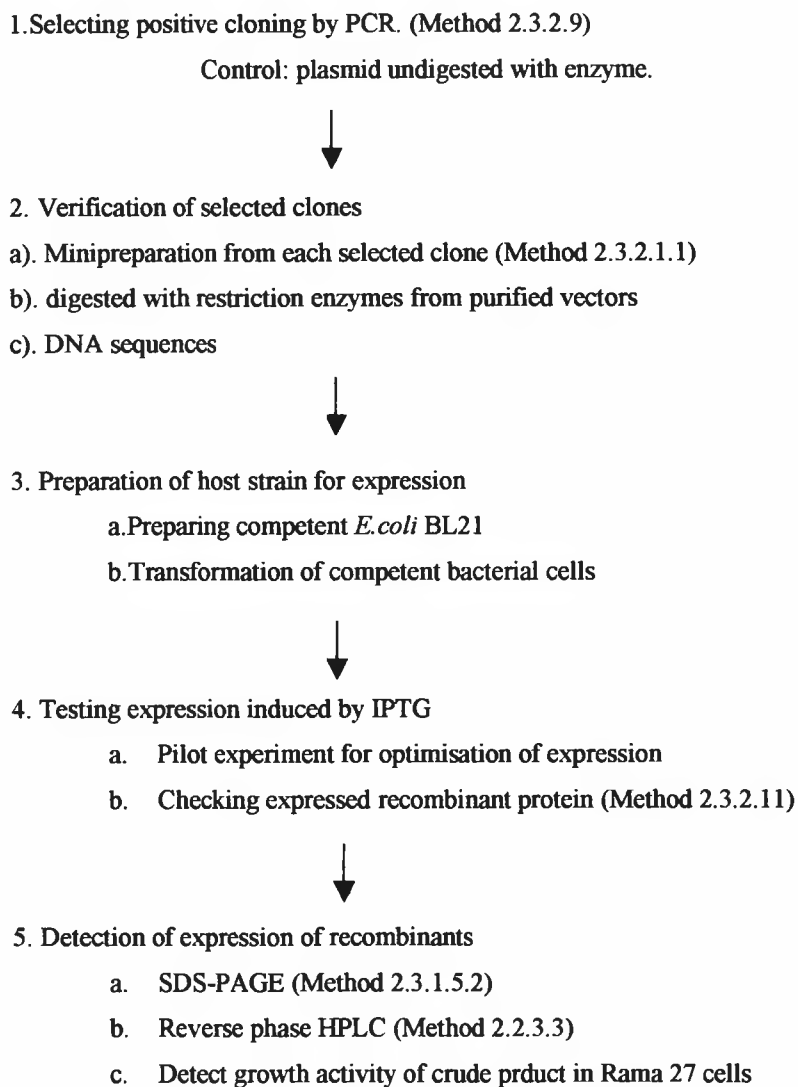 1.Selecting positive cloning by PCR. (Method 2.3.2.9)
Control: plasmid undigested with enzyme.
2. Verification of selected clones
a). Minipreparation from each selected clone (Method 2.3.2.1.1)
b). digested with restriction enzymes from purified vectors
c). DNA sequences
3. Preparation of host strain for expression
a.Preparing competent E.coli BL21
b.Transformation of competent bacterial cells
4. Testing expression induced by IPTG
a. Pilot experiment for optimisation of expression
b. Checking expressed recombinant protein (Method 2.3.2.11)
5. Detection of expression of recombinants
a. SDS-PAGE (Method 2.3.1.5.2)
b. Reverse phase HPLC (Method 2.2.3.3)
c. Detect growth activity of crude prduct in Rama 27 cells